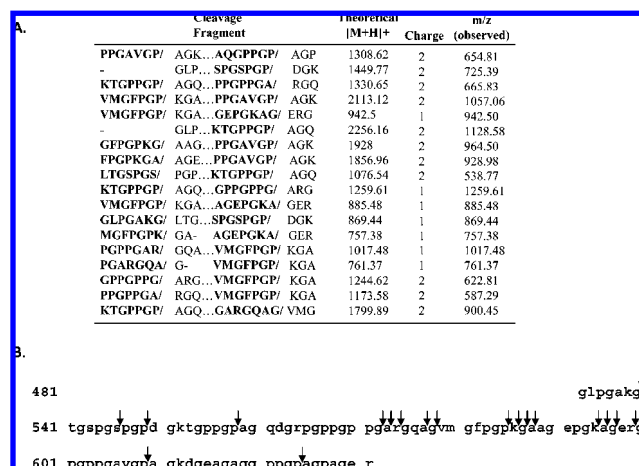 A.
Cleavage Theoretical m/z
Fragment [M+H]+ Charge (observed)
PPGAVGP/ AGK...AQGPPGP/ AGP 1308.62 2 654.81
- GLP...SPGSPGP/ DGK 1449.77 2 725.39
KTGPPGP/ AGQ...PPGPPGA/ RGQ 1330.65 2 665.83
VMGFPGP/ KGA...PPGAVGP/ AGK 2113.12 2 1057.06
VMGFPGP/ KGA...GEPGKAG/ ERG 942.5 1 942.50
- GLP...KTGPPGP/ AGQ 2256.16 2 1128.58
GFPGPKG/ AAG...PPGAVGP/ AGK 1928 2 964.50
FPGPKGA/ AGE...PPGAVGP/ AGK 1856.96 2 928.98
LTGSPGS/ PGP...KTGPPGP/ AGQ 1076.54 2 538.77
KTGPPGP/ AGQ...GPPGPPG/ ARG 1259.61 1 1259.61
VMGFPGP/ KGA...AGEPGKA/ GER 885.48 1 885.48
GLPGAKG/ LTG...SPGSPGP/ DGK 869.44 1 869.44
MGFPGPK/ GA- AGEPGKA/ GER 757.38 1 757.38
PGPPGAR/ GQA...VMGFPGP/ KGA 1017.48 1 1017.48
PGARGQA/ G- VMGFPGP/ KGA 761.37 1 761.37
GPPGPPG/ ARG...VMGFPGP/ KGA 1244.62 2 622.81
PPGPPGA/ RGQ...VMGFPGP/ KGA 1173.58 2 587.29
KTGPPGP/ AGQ...GARGQAG/ VMG 1799.89 2 900.45
B.
481 glpgakg
541 tgspgspgpd gktgppgpag qdgrpgppgp pgargqagvm gfpgpkgaag epgkagerg
601 pgppgavgpa gkdgeagagg ppgpagpage r